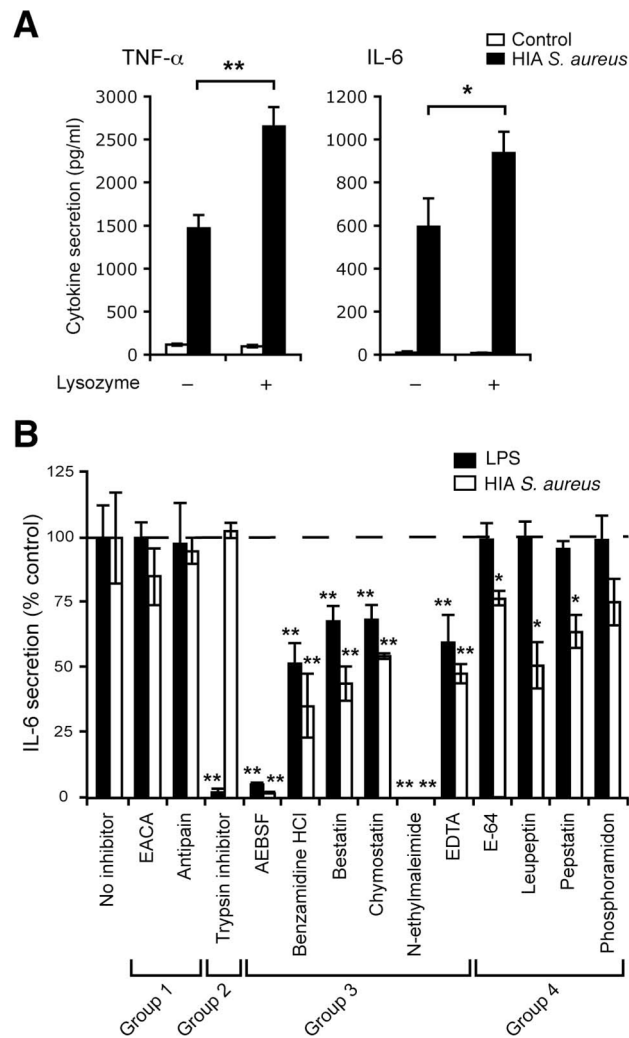 A
TNF-α
IL-6
Control
HIA S. aureus
**
*
Cytokine secretion (pg/ml)
3000
2500
2000
1500
1000
500
0
1200
1000
800
600
400
200
0
Lysozyme – + – +
B
LPS
HIA S. aureus
IL-6 secretion (% control)
125
100
75
50
25
0
** ** ** ** ** ** ** ** ** ** ** ** ** ** * * *
No inhibitor
EACA
Antipain
Trypsin inhibitor
AEBSF
Benzamidine HCl
Bestatin
Chymostatin
N-ethylmaleimide
EDTA
E-64
Leupeptin
Pepstatin
Phosphoramidon
Group 1
Group 2
Group 3
Group 4